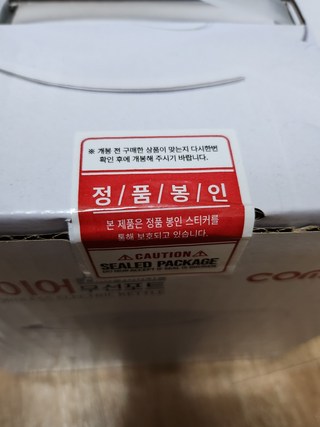 ※ 개봉 전 구매한 상품이 맞는지 다시한번
확인 후에 개봉해 주시기 바랍니다.
정/품/봉/인
본 제품은 정품 봉인 스티커를
통해 보호되고 있습니다.
CAUTION
SEALED PACKAGE
com